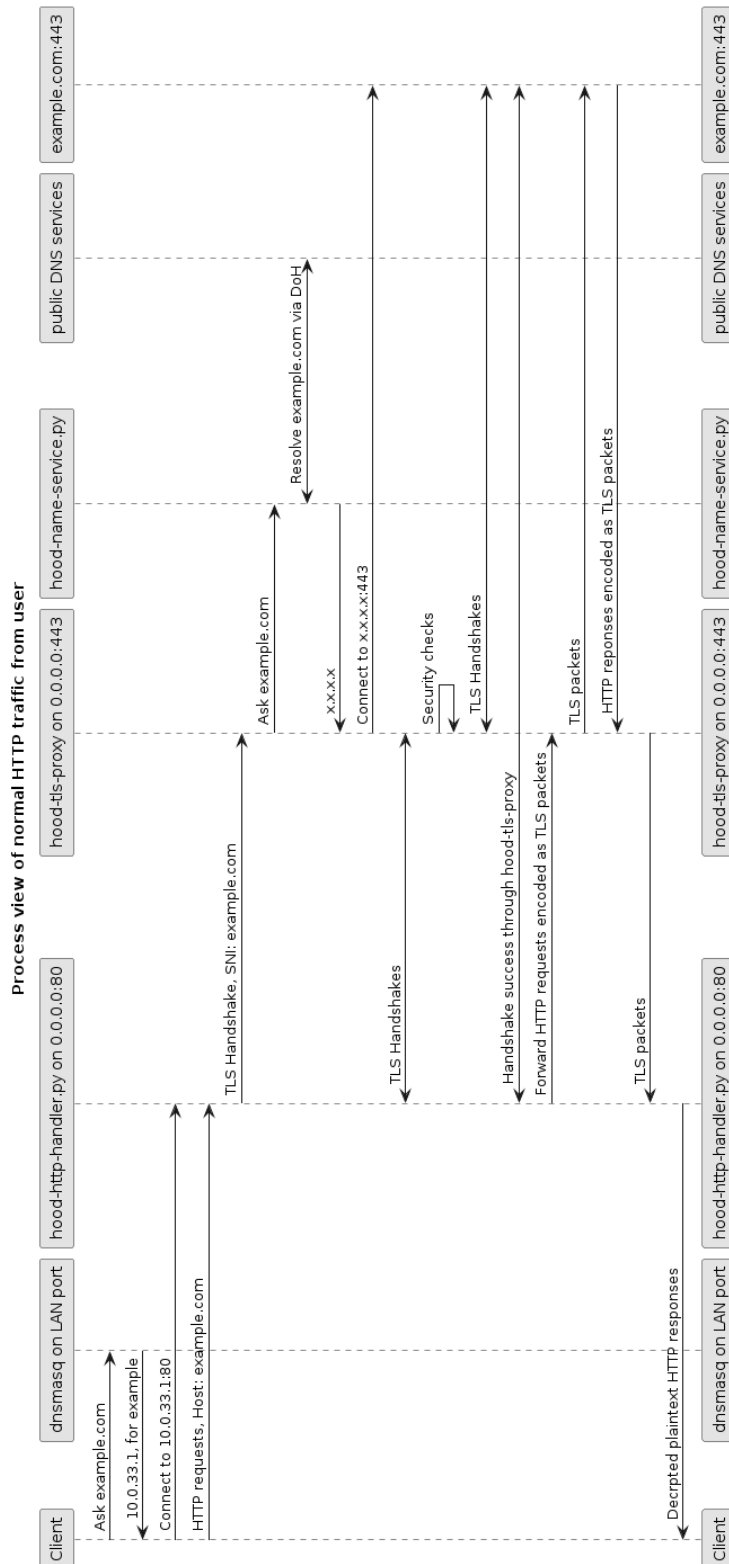 Process view of normal HTTP traffic from user
Client
dnsmasq on LAN port
hood-http-handler.py on 0.0.0.0:80
hood-tls-proxy on 0.0.0.0:443
hood-name-service.py
public DNS services
example.com:443
Ask example.com
10.0.33.1, for example
Connect to 10.0.33.1:80
HTTP requests, Host: example.com
TLS Handshake, SNI: example.com
Ask example.com
Resolve example.com via DoH
x.x.x.x
Connect to x.x.x.x:443
TLS Handshakes
Security checks
TLS Handshakes
Handshake success through hood-tls-proxy
Forward HTTP requests encoded as TLS packets
TLS packets
HTTP reponses encoded as TLS packets
TLS packets
Decrpted plaintext HTTP responses
Client
dnsmasq on LAN port
hood-http-handler.py on 0.0.0.0:80
hood-tls-proxy on 0.0.0.0:443
hood-name-service.py
public DNS services
example.com:443